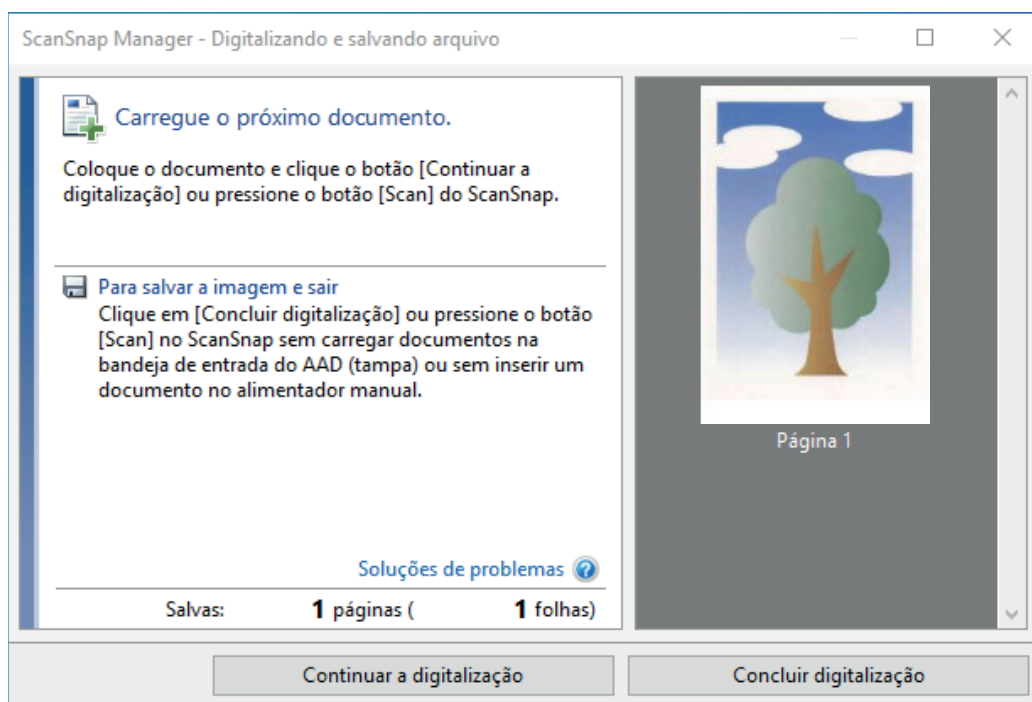 ScanSnap Manager - Digitalizando e salvando arquivo
Carregue o próximo documento.
Coloque o documento e clique o botão [Continuar a
digitalização] ou pressione o botão [Scan] do ScanSnap.
Para salvar a imagem e sair
Clique em [Concluir digitalização] ou pressione o botão
[Scan] no ScanSnap sem carregar documentos na
bandeja de entrada do AAD (tampa) ou sem inserir um
documento no alimentador manual.
Soluções de problemas
Salvas: 1 páginas ( 1 folhas)
Página 1
Continuar a digitalização
Concluir digitalização